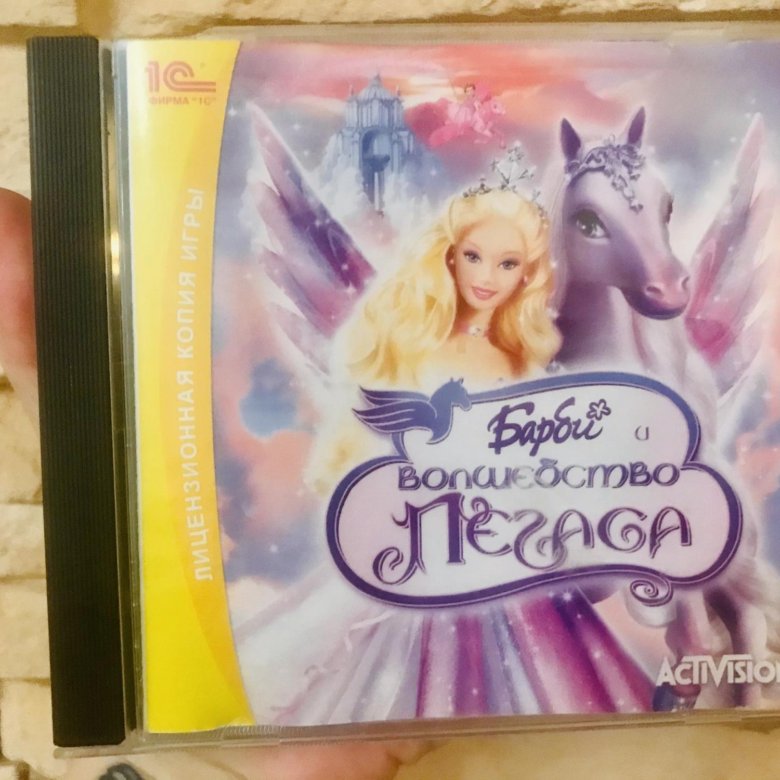 1С®
ФИРМА "1С"
ЛИЦЕНЗИОННАЯ КОПИЯ ИГРЫ
Барби и
волшебство
ПЕГАСА
ACTIVISION